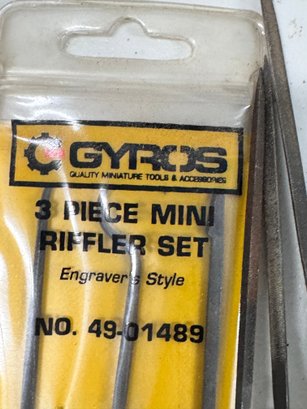 GYROS
QUALITY MINIATURE TOOLS & ACCESSORIES
3 PIECE MINI
RIFFLER SET
Engraver's Style
NO. 49-01489